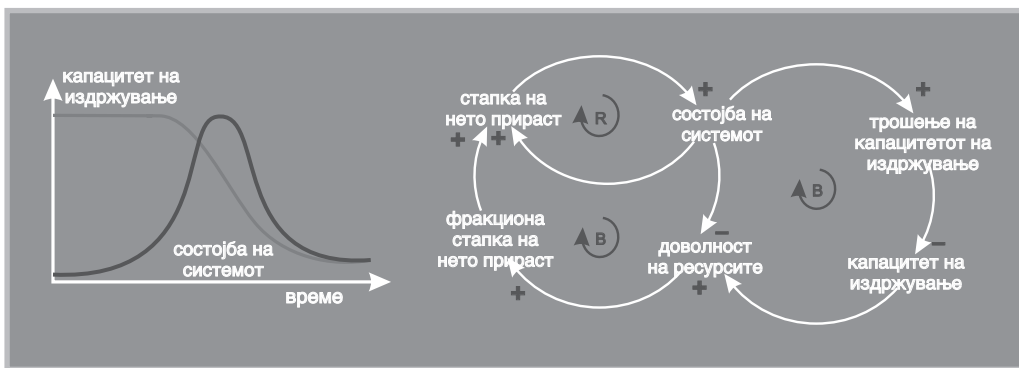 капацитет на
издржување
состојба на
системот
време
стапка на
нето прираст
R
состојба на
системот
трошење на
капацитетот на
издржување
B
фракциона
стапка на
нето прираст
B
доволност
на ресурсите
капацитет на
издржување
+
+
+
+
−
−
+
+